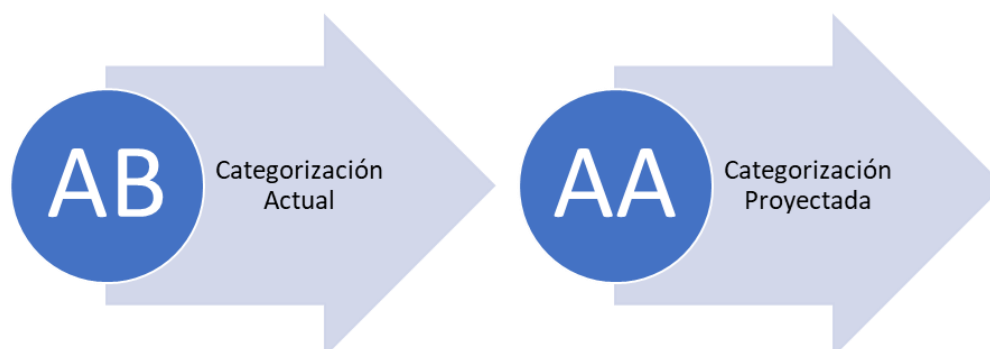 AB
Categorización
Actual
AA
Categorización
Proyectada